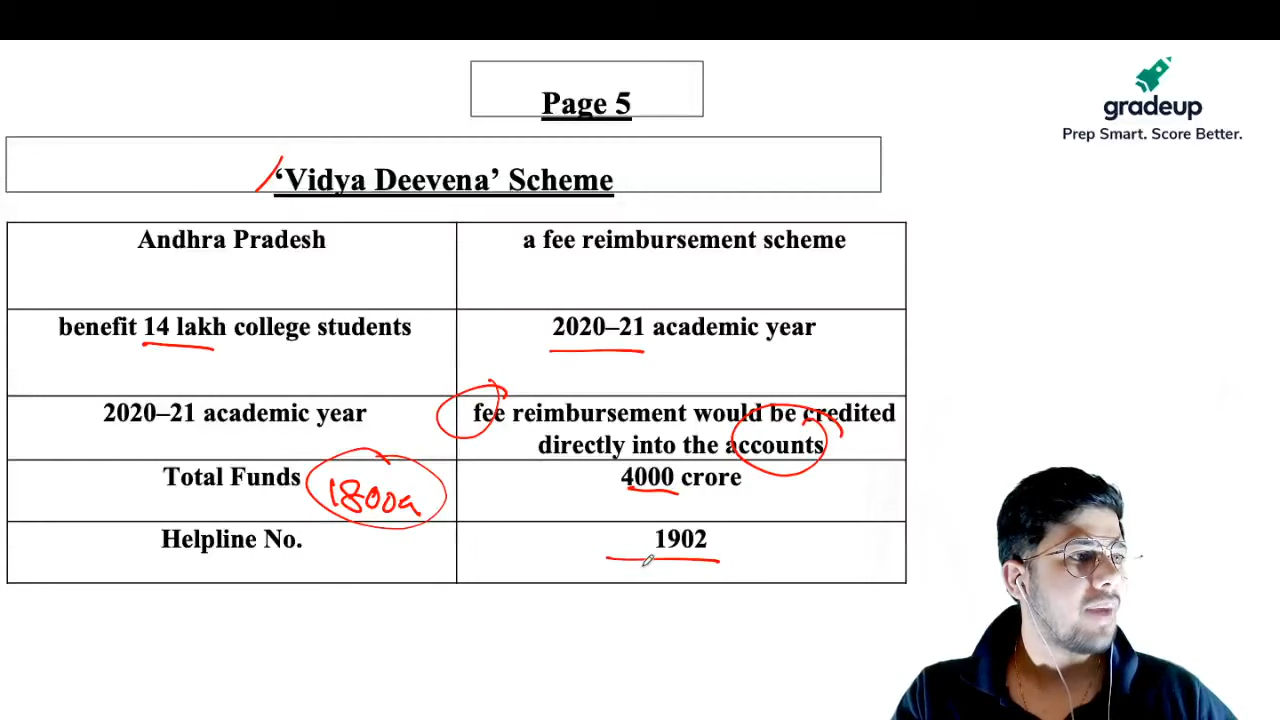 Page 5
gradeup
Prep Smart. Score Better.
‘Vidya Deevena’ Scheme
Andhra Pradesh
a fee reimbursement scheme
benefit 14 lakh college students
2020–21 academic year
2020–21 academic year
fee reimbursement would be credited
directly into the accounts
Total Funds
4000 crore
Helpline No.
1902